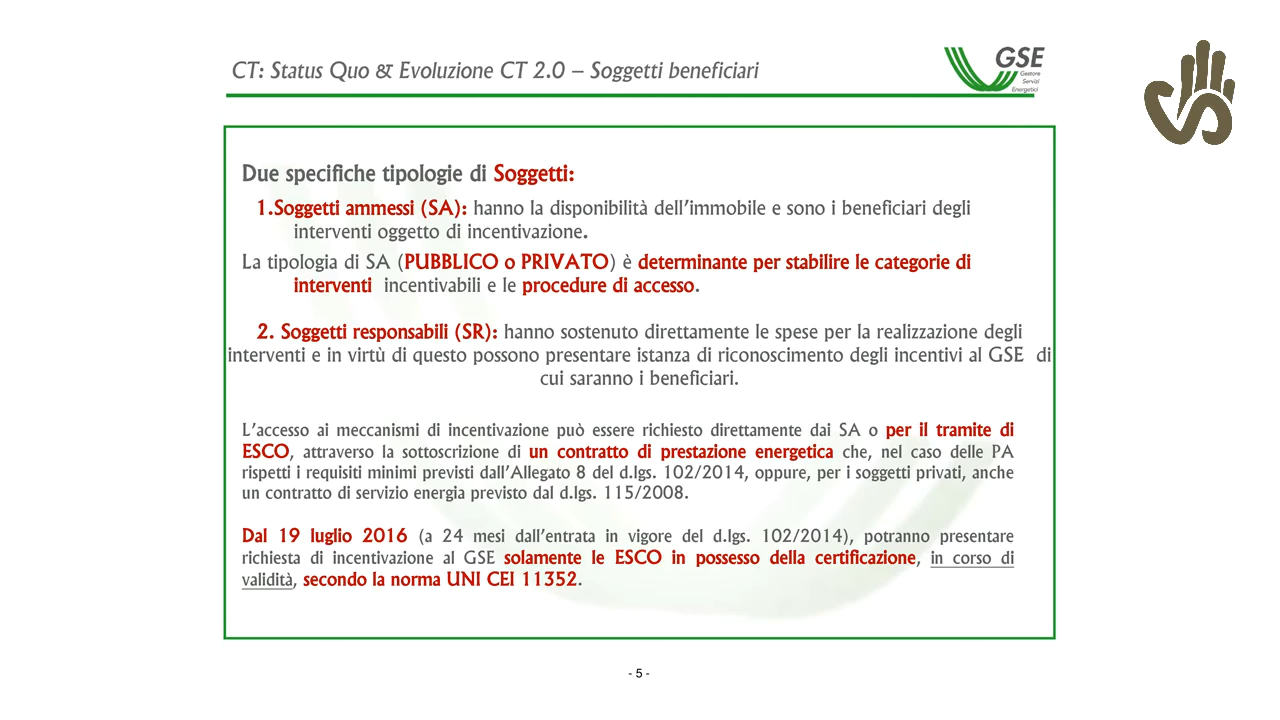 CT: Status Quo & Evoluzione CT 2.0 – Soggetti beneficiari
GSE
Gestore
Servizi
Energetici
Due specifiche tipologie di Soggetti:
1.Soggetti ammessi (SA): hanno la disponibilità dell'immobile e sono i beneficiari degli
interventi oggetto di incentivazione.
La tipologia di SA (PUBBLICO o PRIVATO) è determinante per stabilire le categorie di
interventi incentivabili e le procedure di accesso.
2. Soggetti responsabili (SR): hanno sostenuto direttamente le spese per la realizzazione degli
interventi e in virtù di questo possono presentare istanza di riconoscimento degli incentivi al GSE di
cui saranno i beneficiari.
L'accesso ai meccanismi di incentivazione può essere richiesto direttamente dai SA o per il tramite di
ESCO, attraverso la sottoscrizione di un contratto di prestazione energetica che, nel caso delle PA
rispetti i requisiti minimi previsti dall'Allegato 8 del d.lgs. 102/2014, oppure, per i soggetti privati, anche
un contratto di servizio energia previsto dal d.lgs. 115/2008.
Dal 19 luglio 2016 (a 24 mesi dall'entrata in vigore del d.lgs. 102/2014), potranno presentare
richiesta di incentivazione al GSE solamente le ESCO in possesso della certificazione, in corso di
validità, secondo la norma UNI CEI 11352.
- 5 -